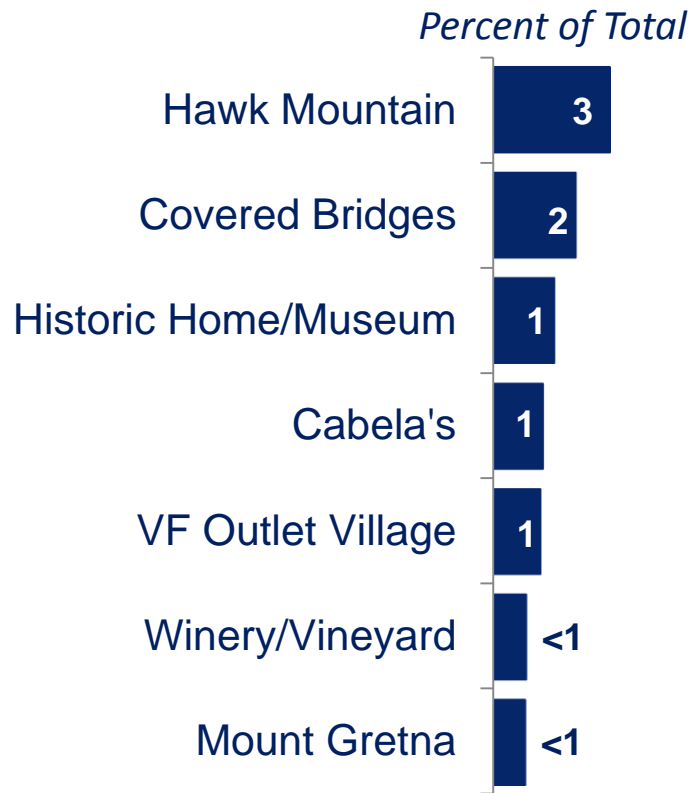 Percent of Total
Hawk Mountain 3
Covered Bridges 2
Historic Home/Museum 1
Cabela's 1
VF Outlet Village 1
Winery/Vineyard <1
Mount Gretna <1